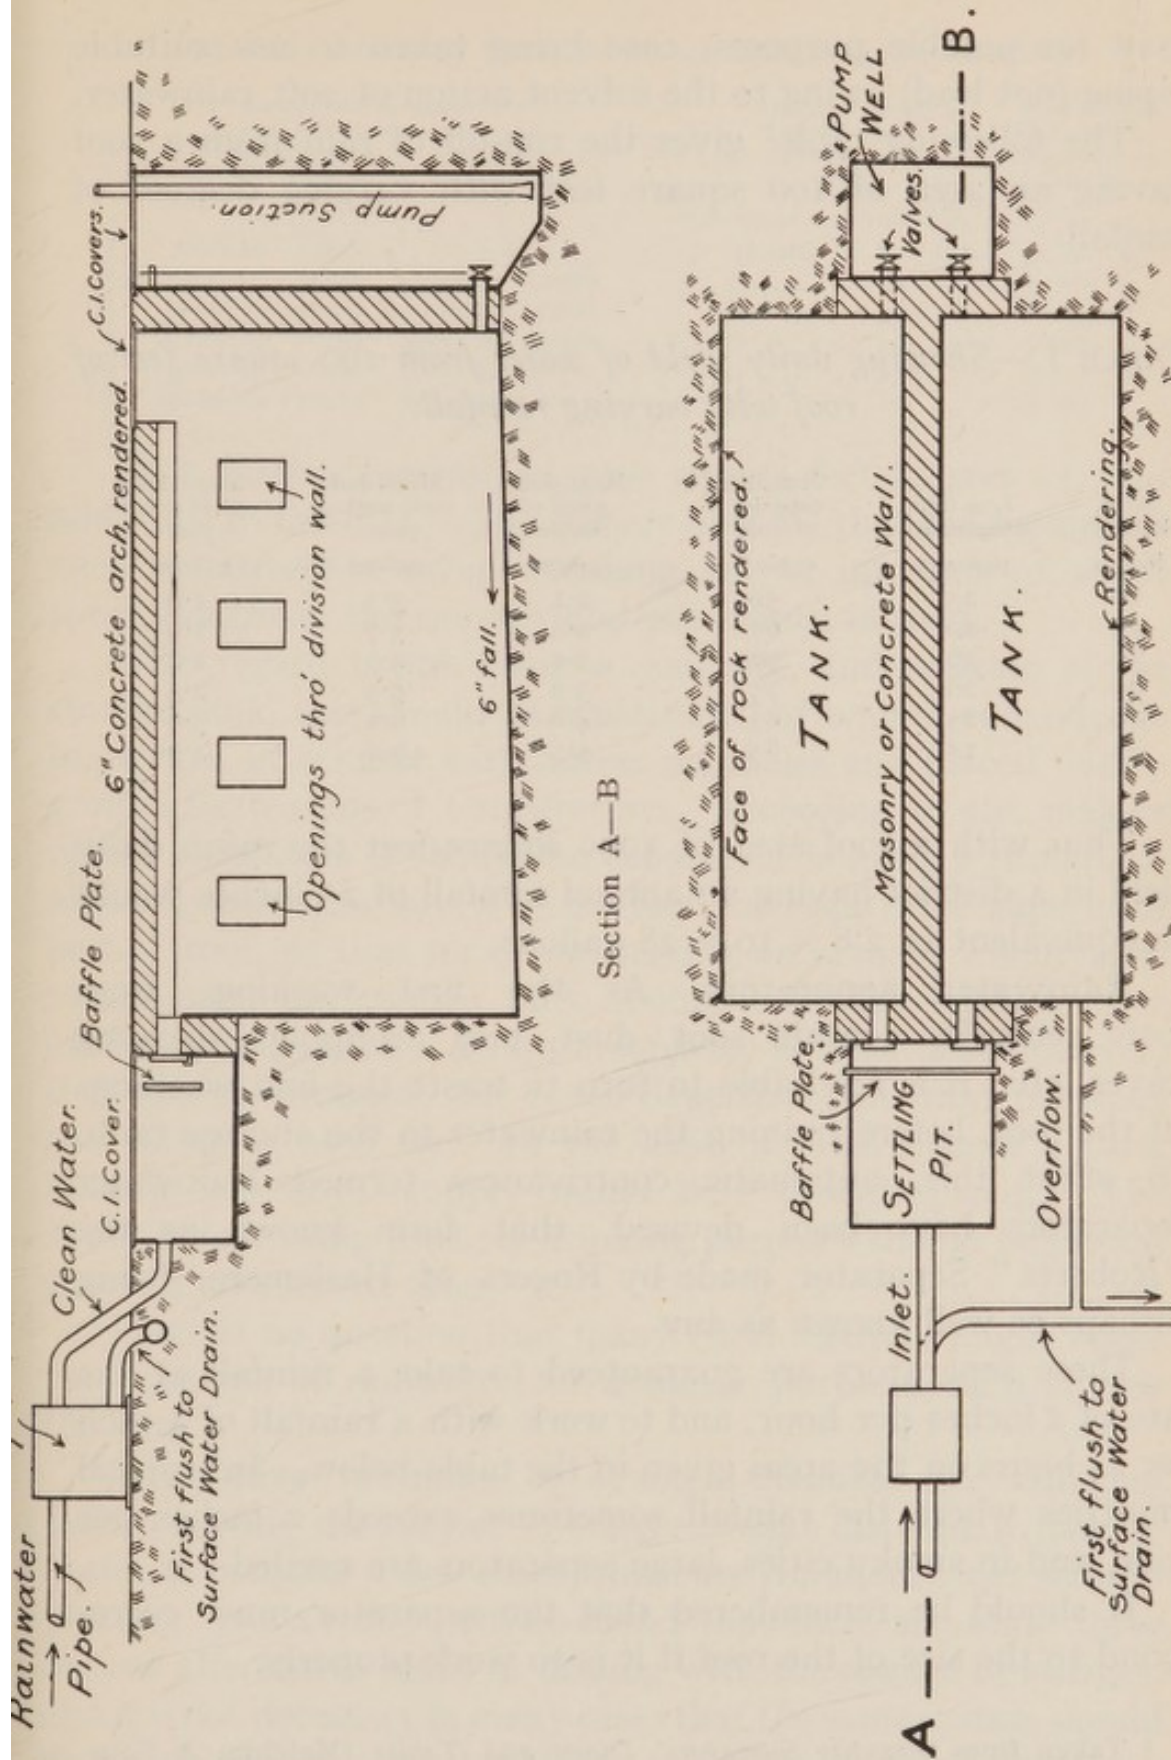 Rainwater
Pipe.
First flush to
Surface Water Drain.
Clean Water.
C.I. Cover.
Baffle Plate.
6" Concrete arch, rendered.
C.I. Covers.
Pump Suction.
Openings thro' division wall.
6" fall.
Section A—B
A
B.
Inlet.
First flush to
Surface Water
Drain.
Overflow.
SETTLING
PIT.
Baffle Plate.
Face of rock rendered.
TANK.
Masonry or Concrete Wall.
TANK.
Rendering.
Valves.
PUMP
WELL